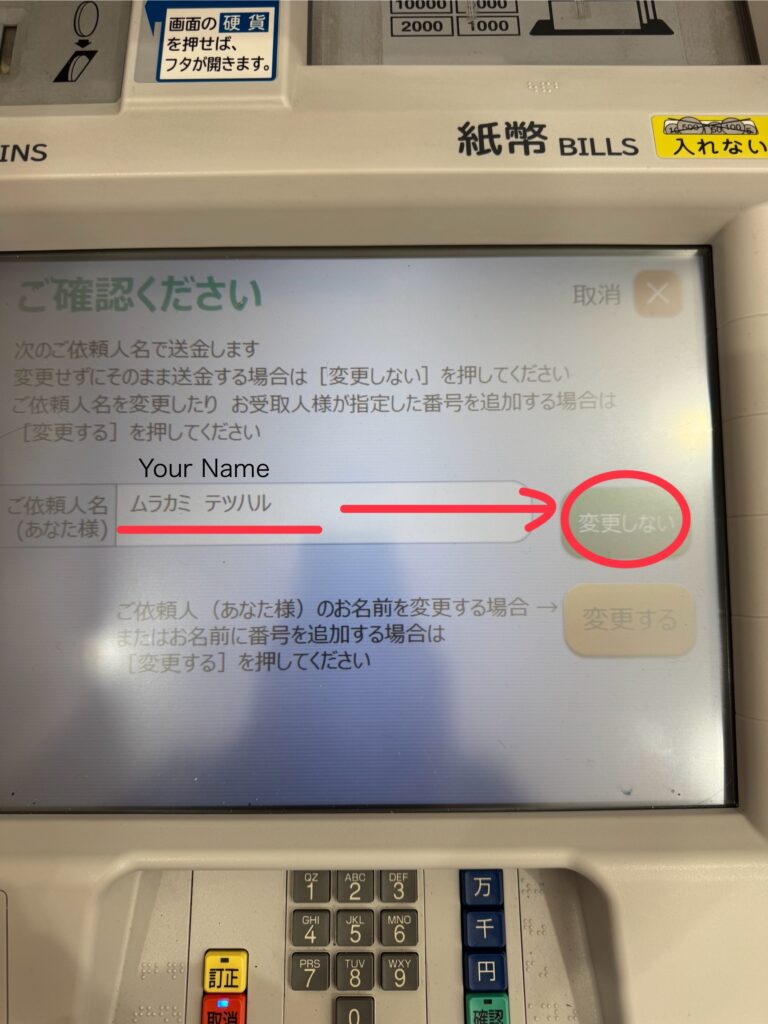 画面の 硬貨
を押せば、
フタが開きます。
10000
2000 1000
INS
紙幣 BILLS
入れない
ご確認ください
取消 ×
次のご依頼人名で送金します
変更せずにそのまま送金する場合は［変更しない］を押してください
ご依頼人名を変更したり お受取人様が指定した番号を追加する場合は
［変更する］を押してください
Your Name
ご依頼人名
(あなた様)
ムラカミ テツハル
変更しない
ご依頼人（あなた様）のお名前を変更する場合 →
またはお名前に番号を追加する場合は
［変更する］を押してください
変更する
QZ ABC DEF
1 2 3
万
GHI JKL MNO
4 5 6
千
PRS TUV WXY
7 8 9
円
訂正
0
取消
確認